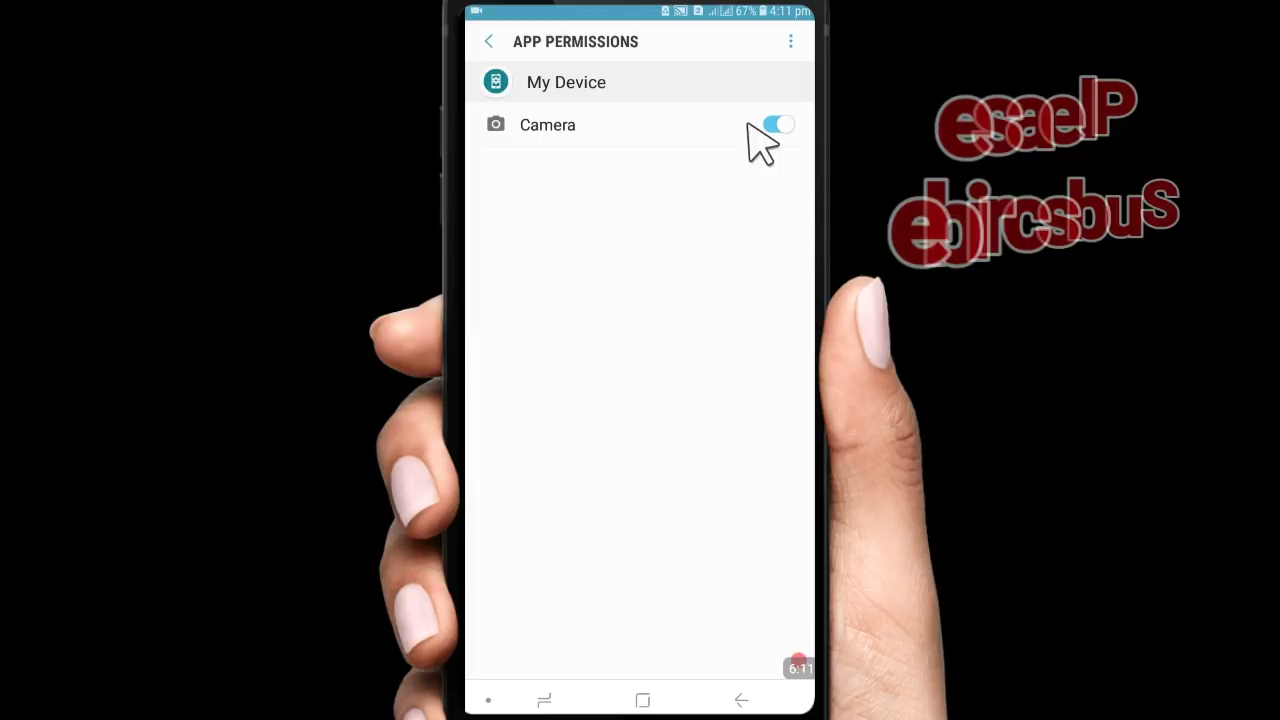 67% 4:11 pm
APP PERMISSIONS
My Device
Camera
esaelP
ebircsbuS
6:11